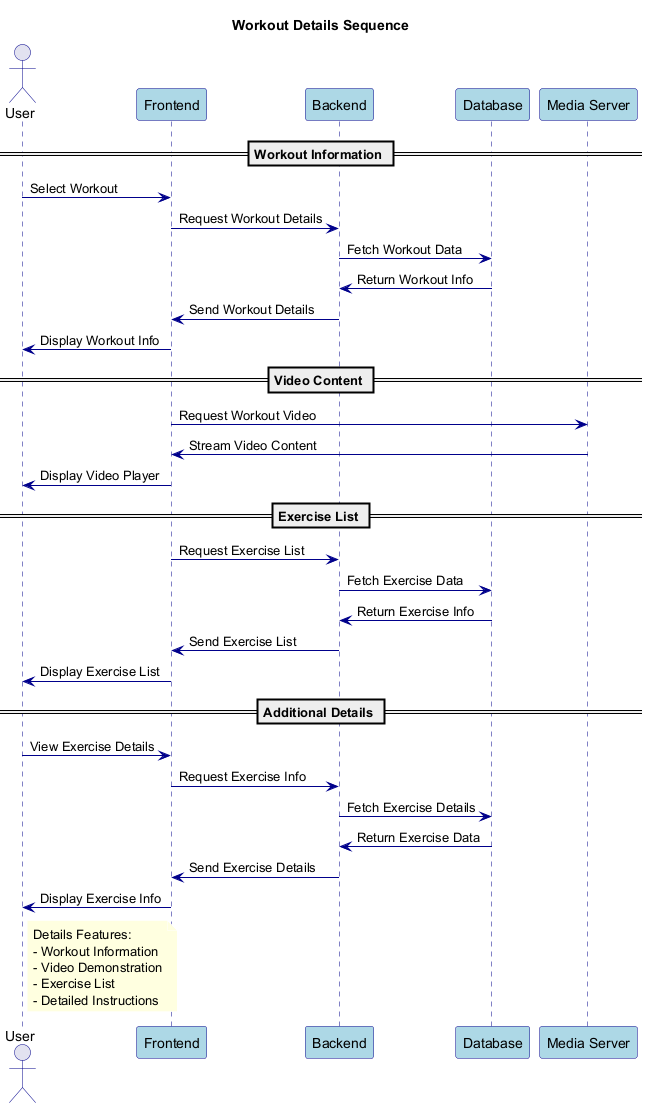 Workout Details Sequence
User
Frontend
Backend
Database
Media Server
Workout Information
Select Workout
Request Workout Details
Fetch Workout Data
Return Workout Info
Send Workout Details
Display Workout Info
Video Content
Request Workout Video
Stream Video Content
Display Video Player
Exercise List
Request Exercise List
Fetch Exercise Data
Return Exercise Info
Send Exercise List
Display Exercise List
Additional Details
View Exercise Details
Request Exercise Info
Fetch Exercise Details
Return Exercise Data
Send Exercise Details
Display Exercise Info
Details Features:
- Workout Information
- Video Demonstration
- Exercise List
- Detailed Instructions
User
Frontend
Backend
Database
Media Server